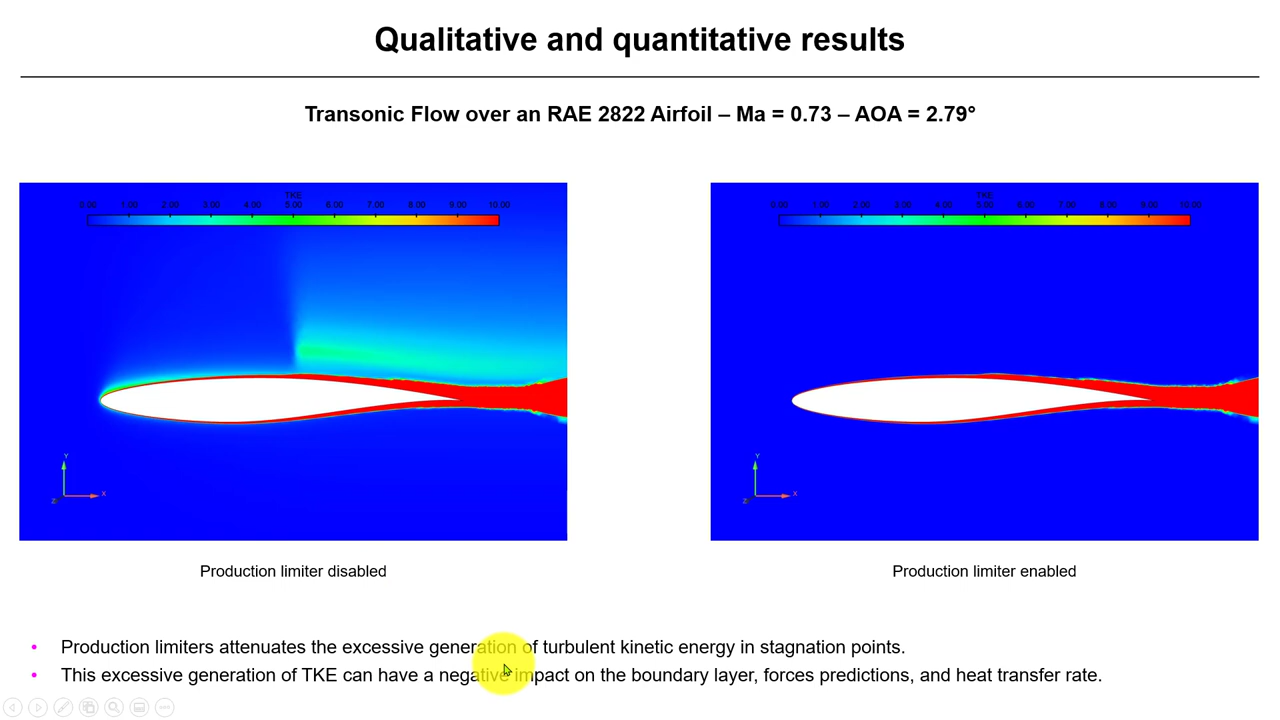 Qualitative and quantitative results
Transonic Flow over an RAE 2822 Airfoil – Ma = 0.73 – AOA = 2.79°
TKE
0.00 1.00 2.00 3.00 4.00 5.00 6.00 7.00 8.00 9.00 10.00
Y
Z X
TKE
0.00 1.00 2.00 3.00 4.00 5.00 6.00 7.00 8.00 9.00 10.00
Y
Z X
Production limiter disabled
Production limiter enabled
• Production limiters attenuates the excessive generation of turbulent kinetic energy in stagnation points.
• This excessive generation of TKE can have a negative impact on the boundary layer, forces predictions, and heat transfer rate.